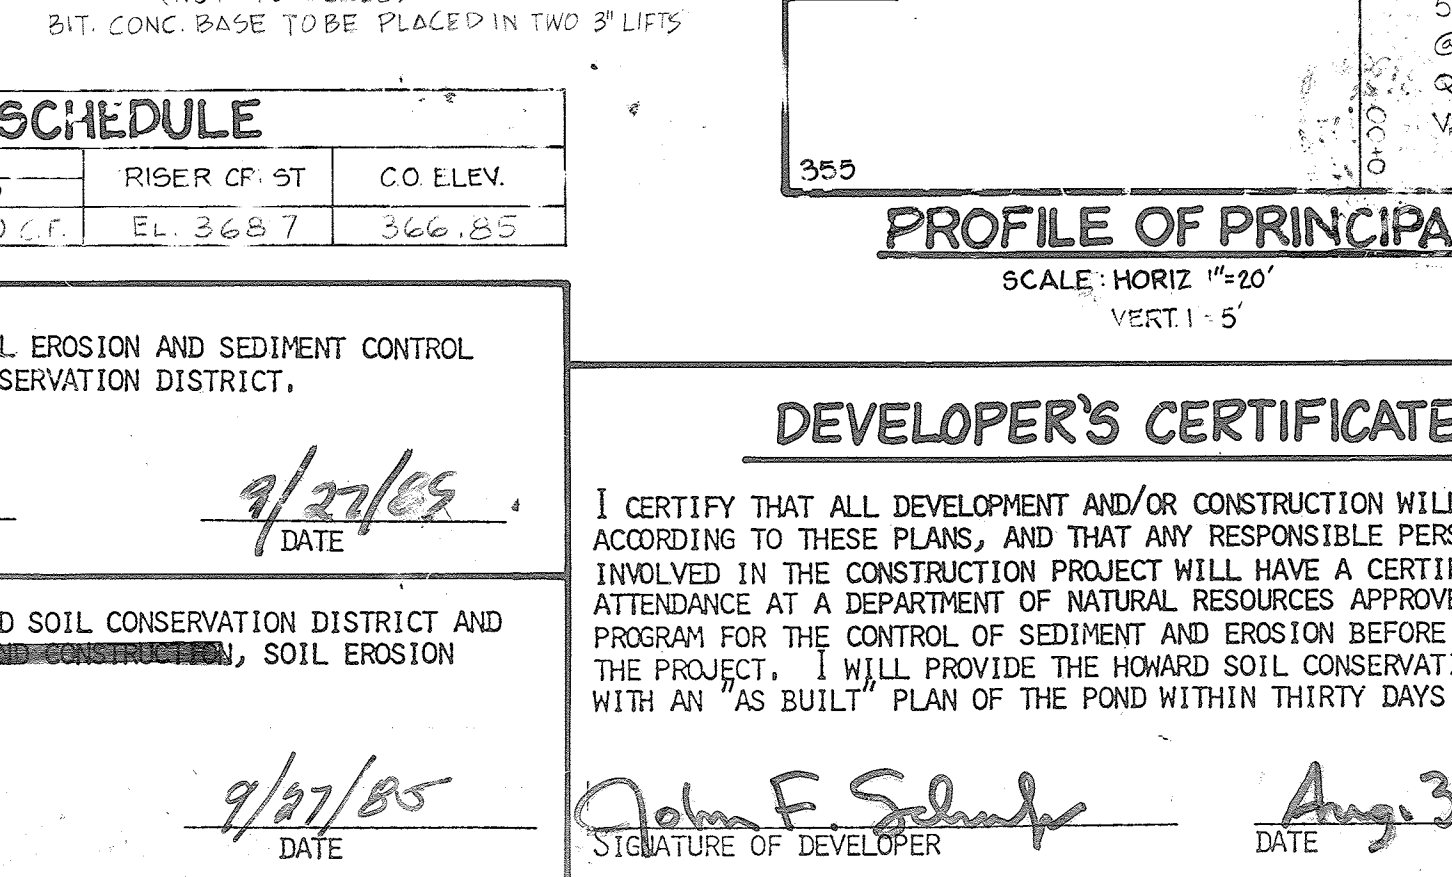 BIT. CONC. BASE TO BE PLACED IN TWO 3" LIFTS
SCHEDULE
RISER CR ST
C.O. ELEV.
C.F.
EL. 368 7
366.85
L EROSION AND SEDIMENT CONTROL
SERVATION DISTRICT.
9/27/85
DATE
D SOIL CONSERVATION DISTRICT AND
ND CONSTRUCTION, SOIL EROSION
9/27/85
DATE
355
0+00
PROFILE OF PRINCIPA
SCALE : HORIZ 1"=20'
VERT. 1 - 5'
DEVELOPER'S CERTIFICATE
I CERTIFY THAT ALL DEVELOPMENT AND/OR CONSTRUCTION WILL
ACCORDING TO THESE PLANS, AND THAT ANY RESPONSIBLE PERS
INVOLVED IN THE CONSTRUCTION PROJECT WILL HAVE A CERTIF
ATTENDANCE AT A DEPARTMENT OF NATURAL RESOURCES APPROVE
PROGRAM FOR THE CONTROL OF SEDIMENT AND EROSION BEFORE
THE PROJECT. I WILL PROVIDE THE HOWARD SOIL CONSERVATI
WITH AN "AS BUILT" PLAN OF THE POND WITHIN THIRTY DAYS
John F.
Aug. 3
SIGNATURE OF DEVELOPER
DATE